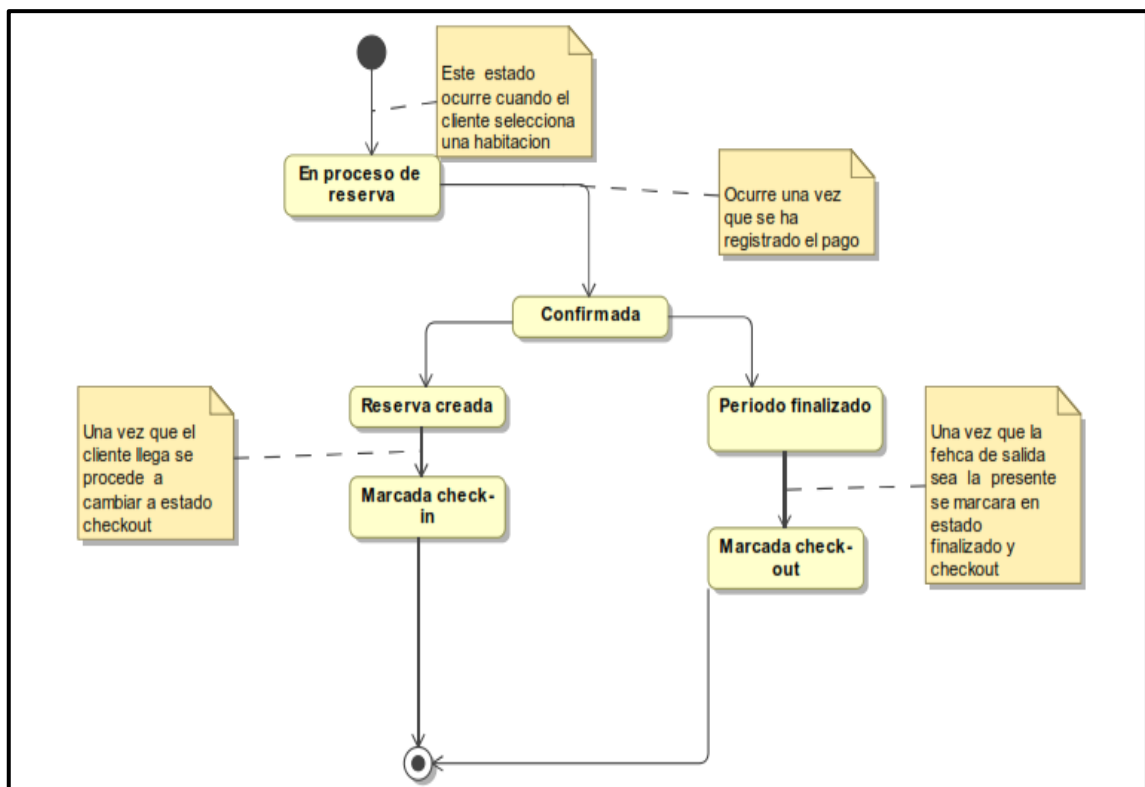 Este estado
ocurre cuando el
cliente selecciona
una habitacion
En proceso de
reserva
Ocurre una vez
que se ha
registrado el pago
Confirmada
Reserva creada
Periodo finalizado
Una vez que el
cliente llega se
procede a
cambiar a estado
checkout
Una vez que la
fehca de salida
sea la presente
se marcara en
estado
finalizado y
checkout
Marcada check-
in
Marcada check-
out